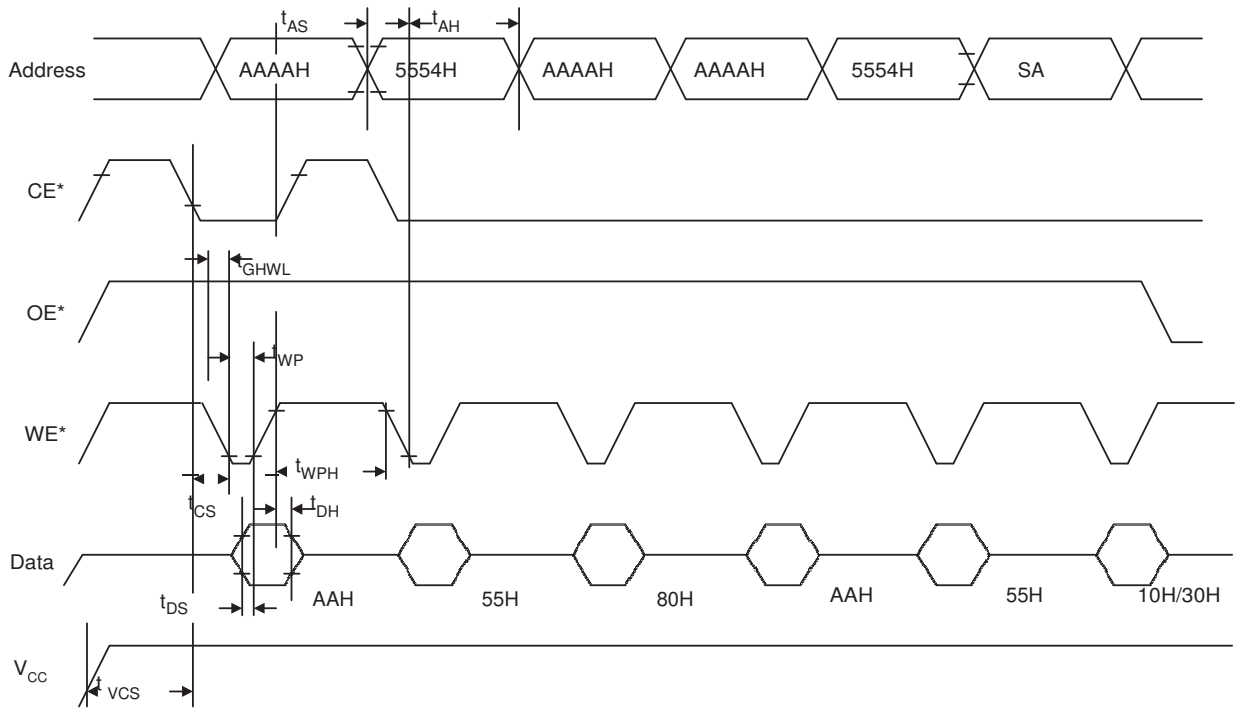 tAS tAH
Address AAAAH 5554H AAAAH AAAAH 5554H SA
CE*
tGHWL
OE*
tWP
WE*
tWPH
tCS tDH
Data
tDS AAH 55H 80H AAH 55H 10H/30H
VCC
tVCS